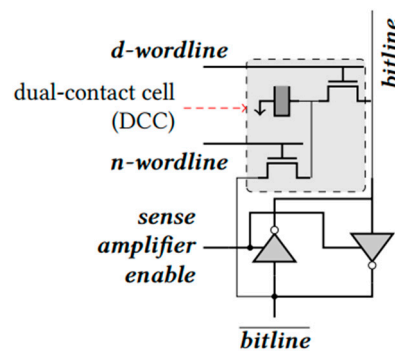 d-wordline
bitline
dual-contact cell
(DCC)
n-wordline
sense
amplifier
enable
bitline